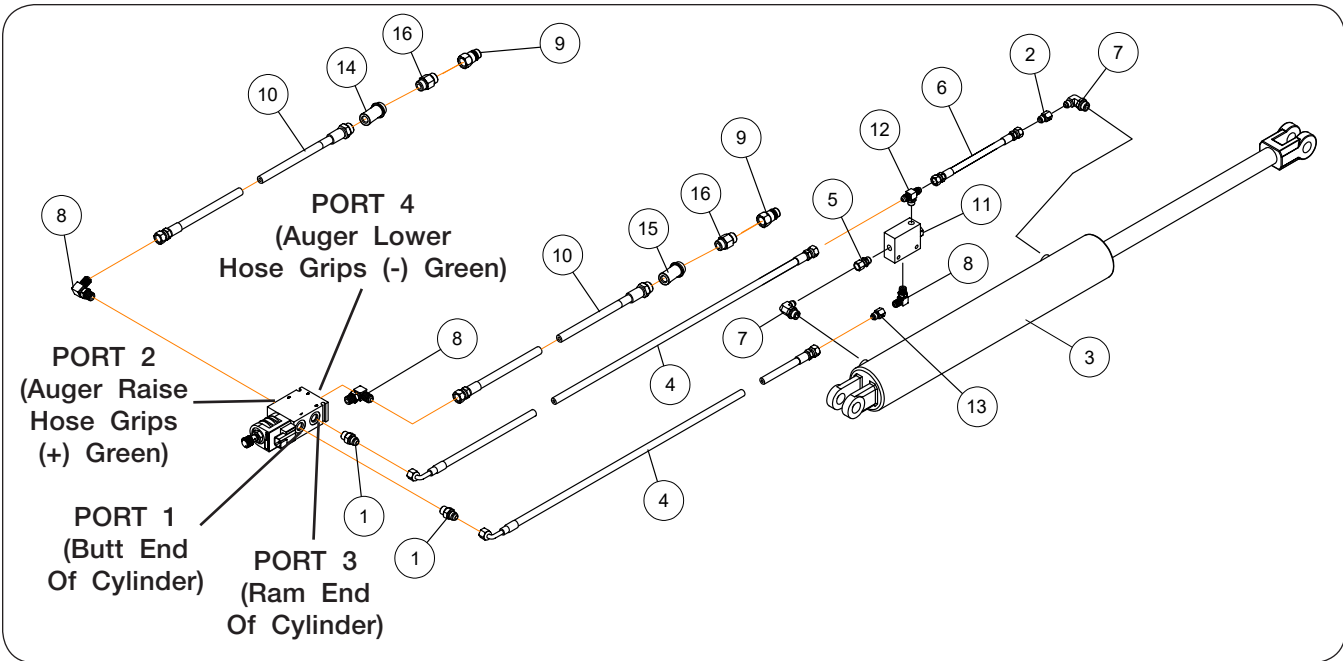 16
9
14
2
7
10
6
12
9
PORT 4
(Auger Lower
Hose Grips (-) Green)
8
16
5
11
15
10
8
7
PORT 2
(Auger Raise
Hose Grips
(+) Green)
8
3
4
13
4
1
1
PORT 1
(Butt End
Of Cylinder)
PORT 3
(Ram End
Of Cylinder)